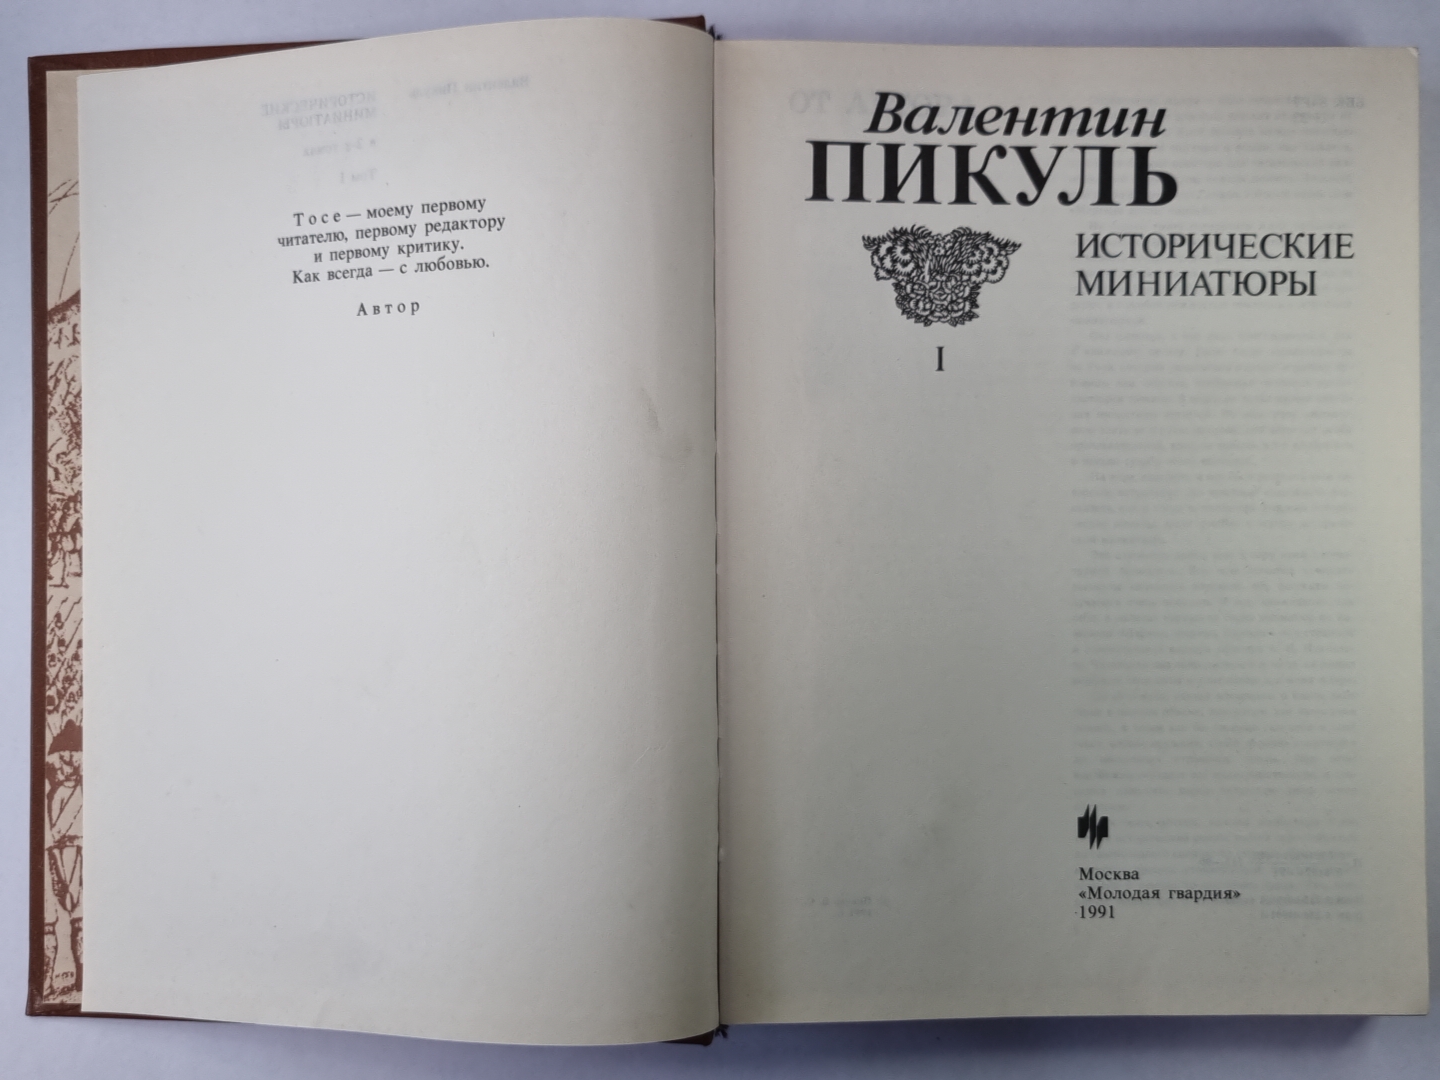 Тосе — моему первому
читателю, первому редактору
и первому критику.
Как всегда — с любовью.
Автор
Валентин
ПИКУЛЬ
ИСТОРИЧЕСКИЕ
МИНИАТЮРЫ
I
Москва
«Молодая гвардия»
1991